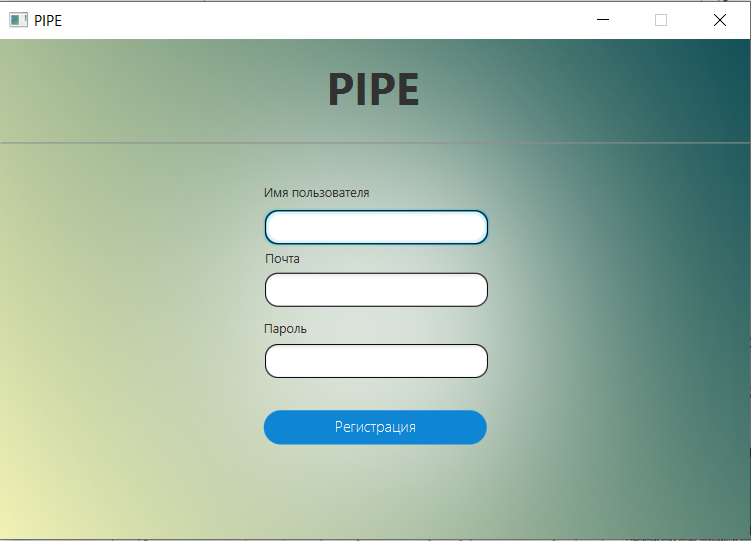 PIPE
PIPE
Имя пользователя
Почта
Пароль
Регистрация